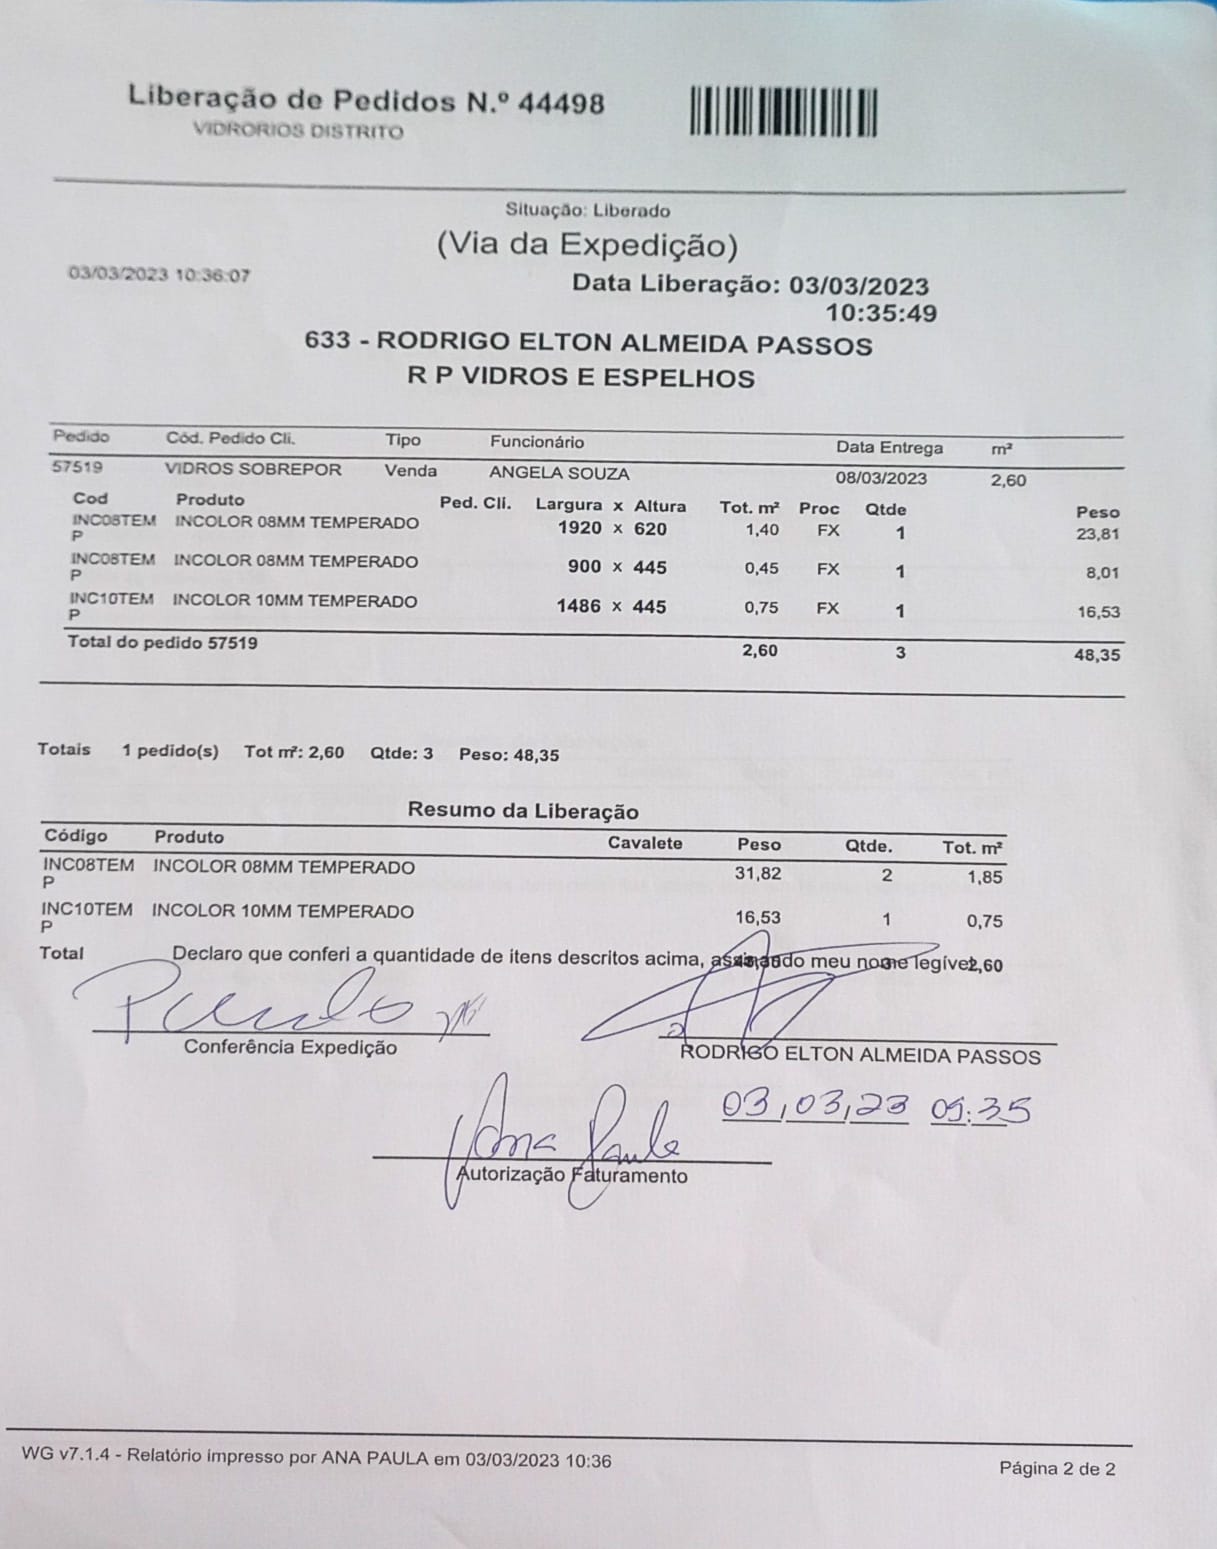 Liberação de Pedidos N.º 44498
VIDRORIOS DISTRITO
Situação: Liberado
(Via da Expedição)
03/03/2023 10:36:07
Data Liberação: 03/03/2023
10:35:49
633 - RODRIGO ELTON ALMEIDA PASSOS
R P VIDROS E ESPELHOS
Pedido Cód. Pedido Cli. Tipo Funcionário Data Entrega m²
57519 VIDROS SOBREPOR Venda ANGELA SOUZA 08/03/2023 2,60
Cod Produto Ped. Cli. Largura x Altura Tot. m² Proc Qtde Peso
INC08TEM INCOLOR 08MM TEMPERADO 1920 x 620 1,40 FX 1 23,81
P
INC08TEM INCOLOR 08MM TEMPERADO 900 x 445 0,45 FX 1 8,01
P
INC10TEM INCOLOR 10MM TEMPERADO 1486 x 445 0,75 FX 1 16,53
P
Total do pedido 57519 2,60 3 48,35
Totais 1 pedido(s) Tot m²: 2,60 Qtde: 3 Peso: 48,35
Resumo da Liberação
Código Produto Cavalete Peso Qtde. Tot. m²
INC08TEM INCOLOR 08MM TEMPERADO 31,82 2 1,85
P
INC10TEM INCOLOR 10MM TEMPERADO 16,53 1 0,75
P
Total Declaro que conferi a quantidade de itens descritos acima, assinando meu nome legível 2,60
Conferência Expedição
RODRIGO ELTON ALMEIDA PASSOS
03,03,23 09:35
Ana Paula
Autorização Faturamento
WG v7.1.4 - Relatório impresso por ANA PAULA em 03/03/2023 10:36
Página 2 de 2